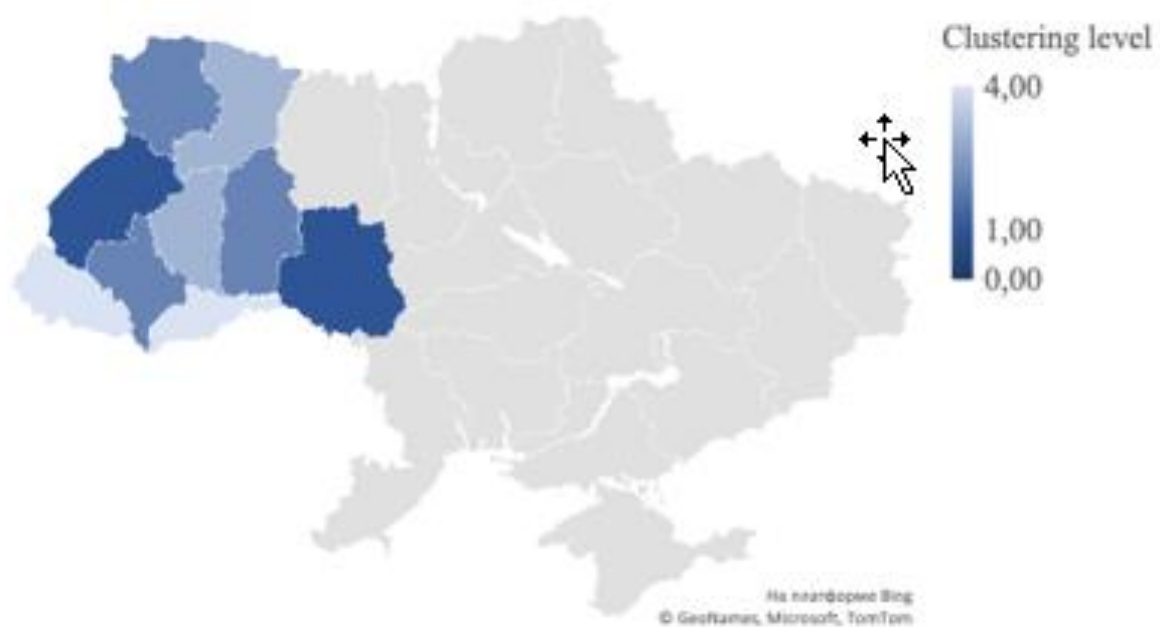 Clustering level
4,00
1,00
0,00
На платформе Bing
© GeoNames, Microsoft, TomTom